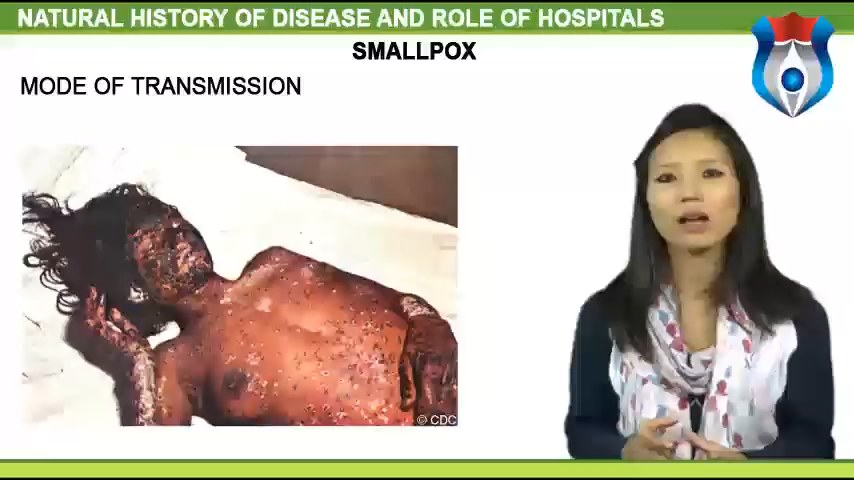 NATURAL HISTORY OF DISEASE AND ROLE OF HOSPITALS
SMALLPOX
MODE OF TRANSMISSION
© CDC